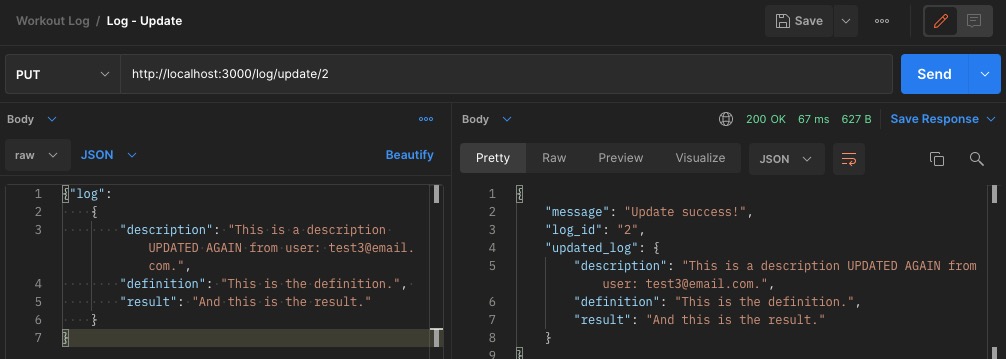 Workout Log / Log - Update
Save
PUT
http://localhost:3000/log/update/2
Send
Body
raw
JSON
Beautify
1 {"log":
2 {
3 "description": "This is a description
UPDATED AGAIN from user: test3@email.
com.",
4 "definition": "This is the definition.",
5 "result": "And this is the result."
6 }
7 }
Body
200 OK 67 ms 627 B
Save Response
Pretty
Raw
Preview
Visualize
JSON
1 {
2 "message": "Update success!",
3 "log_id": "2",
4 "updated_log": {
5 "description": "This is a description UPDATED AGAIN from
user: test3@email.com.",
6 "definition": "This is the definition.",
7 "result": "And this is the result."
8 }
9 }